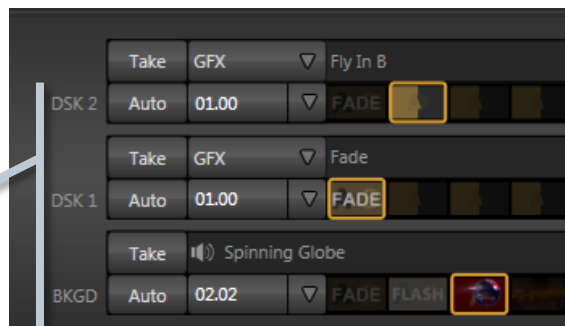 Take GFX Fly In B
DSK 2 Auto 01.00 FADE
Take GFX Fade
DSK 1 Auto 01.00 FADE
Take Spinning Globe
BKGD Auto 02.02 FADE FLASH